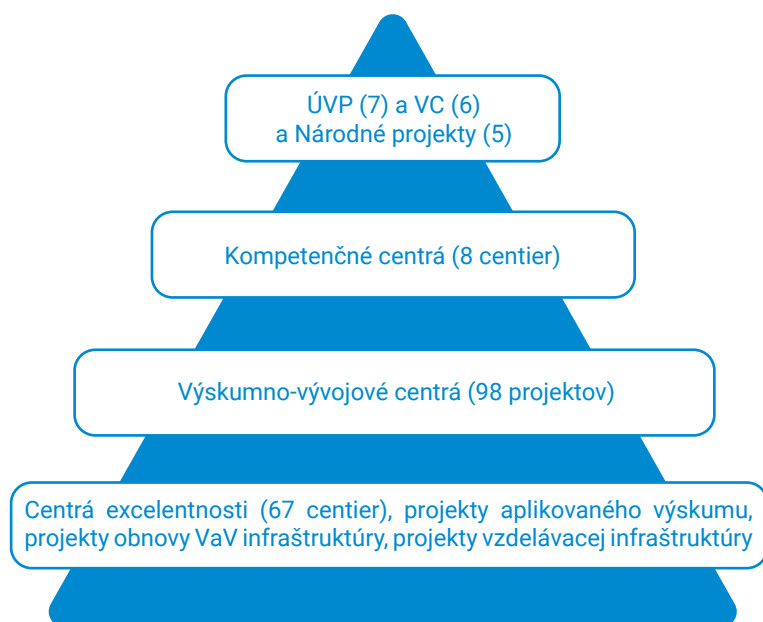 ÚVP (7) a VC (6)
a Národné projekty (5)
Kompetenčné centrá (8 centier)
Výskumno-vývojové centrá (98 projektov)
Centrá excelentnosti (67 centier), projekty aplikovaného výskumu,
projekty obnovy VaV infraštruktúry, projekty vzdelávacej infraštruktúry